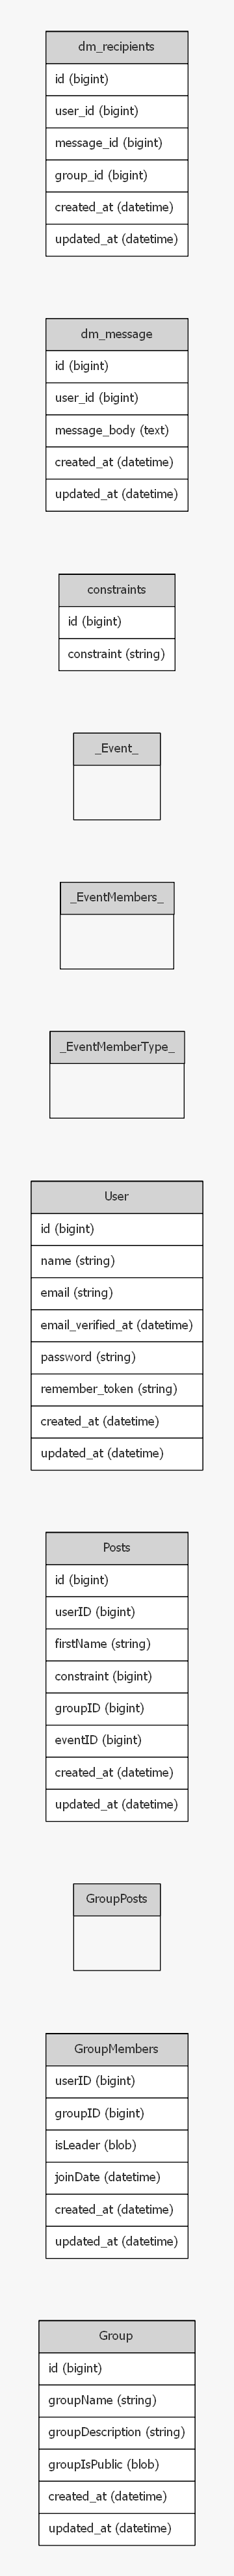 dm_recipients
id (bigint)
user_id (bigint)
message_id (bigint)
group_id (bigint)
created_at (datetime)
updated_at (datetime)
dm_message
id (bigint)
user_id (bigint)
message_body (text)
created_at (datetime)
updated_at (datetime)
constraints
id (bigint)
constraint (string)
_Event_
_EventMembers_
_EventMemberType_
User
id (bigint)
name (string)
email (string)
email_verified_at (datetime)
password (string)
remember_token (string)
created_at (datetime)
updated_at (datetime)
Posts
id (bigint)
userID (bigint)
firstName (string)
constraint (bigint)
groupID (bigint)
eventID (bigint)
created_at (datetime)
updated_at (datetime)
GroupPosts
GroupMembers
userID (bigint)
groupID (bigint)
isLeader (blob)
joinDate (datetime)
created_at (datetime)
updated_at (datetime)
Group
id (bigint)
groupName (string)
groupDescription (string)
groupIsPublic (blob)
created_at (datetime)
updated_at (datetime)